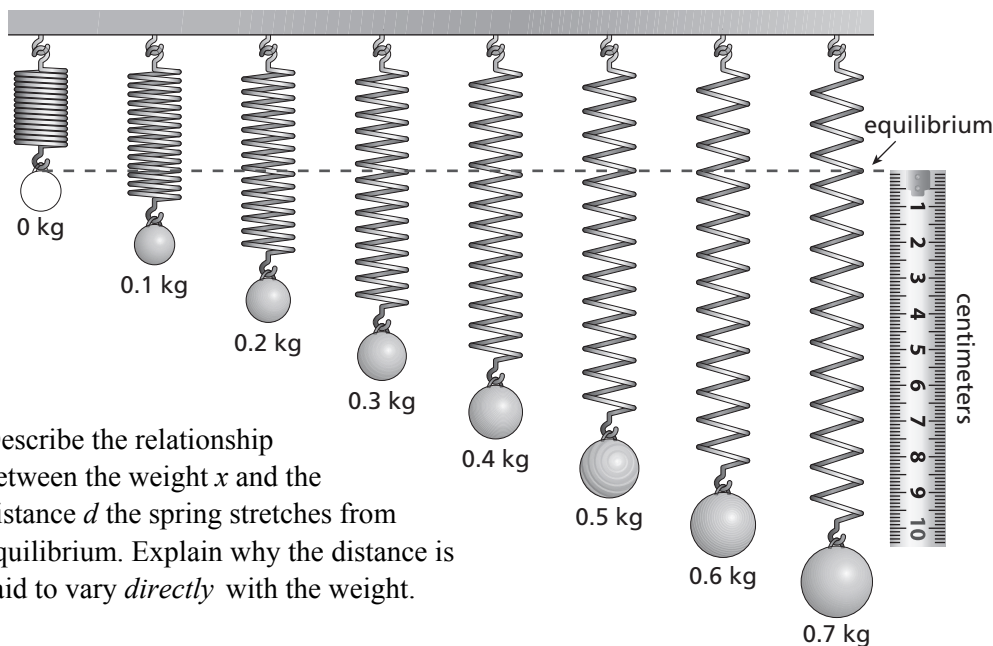 equilibrium
0 kg
0.1 kg
0.2 kg
0.3 kg
0.4 kg
0.5 kg
0.6 kg
0.7 kg
1
2
3
4
5
6
7
8
9
10
centimeters
escribe the relationship
etween the weight x and the
istance d the spring stretches from
quilibrium. Explain why the distance is
aid to vary directly with the weight.